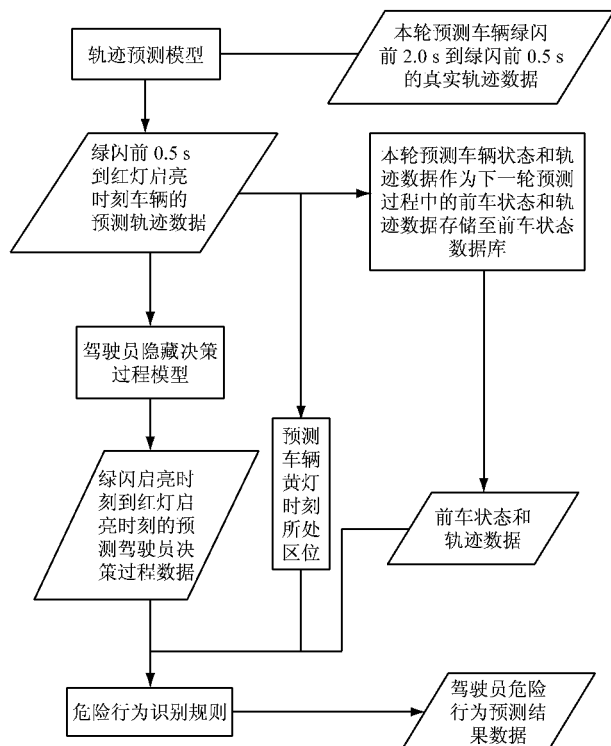 轨迹预测模型
本轮预测车辆绿闪
前 2.0 s 到绿闪前 0.5 s
的真实轨迹数据
绿闪前 0.5 s
到红灯启亮
时刻车辆的
预测轨迹数据
本轮预测车辆状态和轨
迹数据作为下一轮预测
过程中的前车状态和轨
迹数据存储至前车状态
数据库
驾驶员隐藏决策
过程模型
预测
车辆
黄灯
时刻
所处
区位
绿闪启亮时
刻到红灯启
亮时刻的预
测驾驶员决
策过程数据
前车状态和
轨迹数据
危险行为识别规则
驾驶员危险
行为预测结
果数据